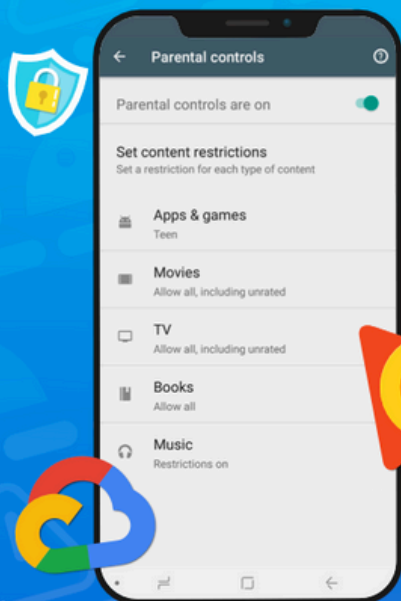 Parental controls
Parental controls are on
Set content restrictions
Set a restriction for each type of content
Apps & games
Teen
Movies
Allow all, including unrated
TV
Allow all, including unrated
Books
Allow all
Music
Restrictions on